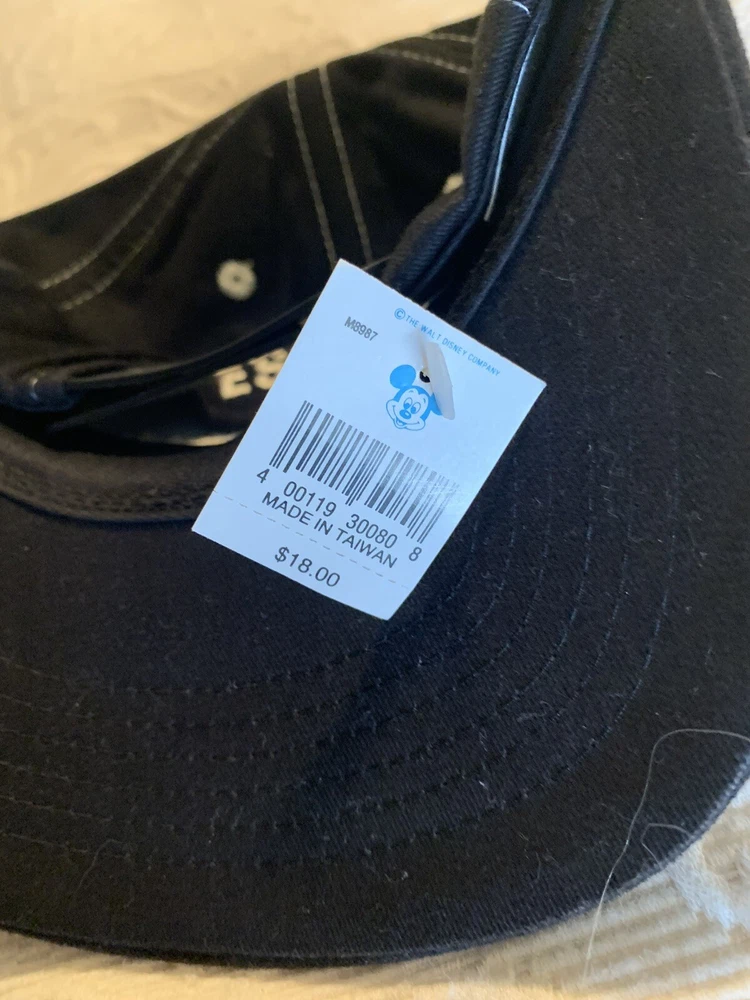 M8987
© THE WALT DISNEY COMPANY
4 00119 30080 8
MADE IN TAIWAN
$18.00